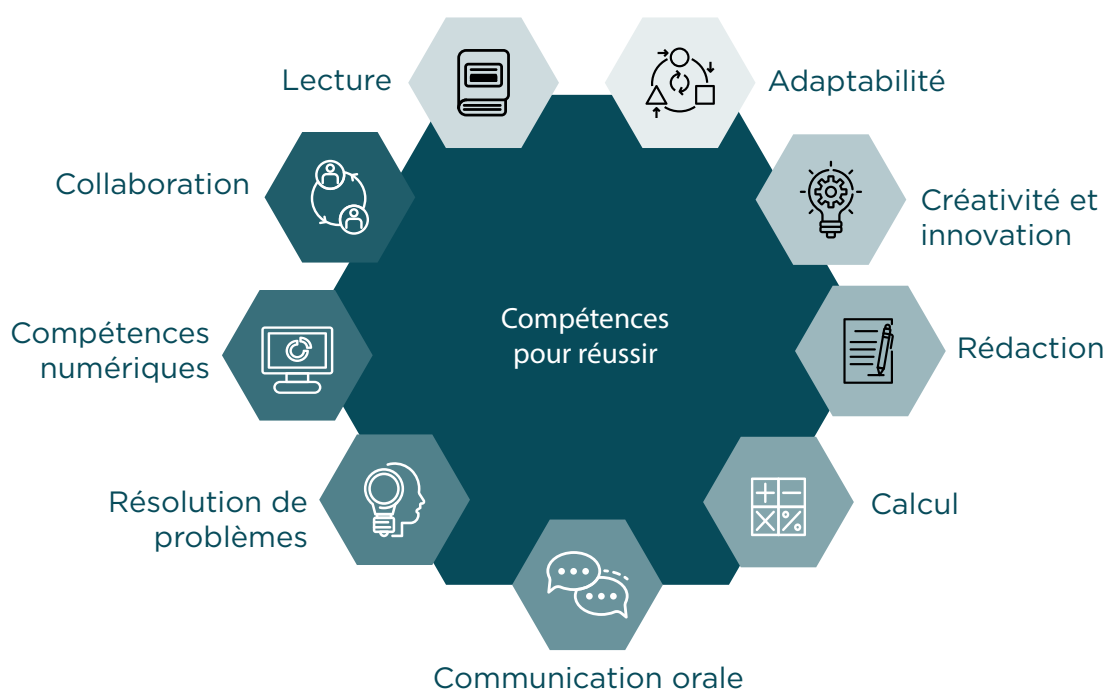 Lecture
Adaptabilité
Collaboration
Créativité et
innovation
Compétences
numériques
Compétences
pour réussir
Rédaction
Résolution de
problèmes
Calcul
Communication orale